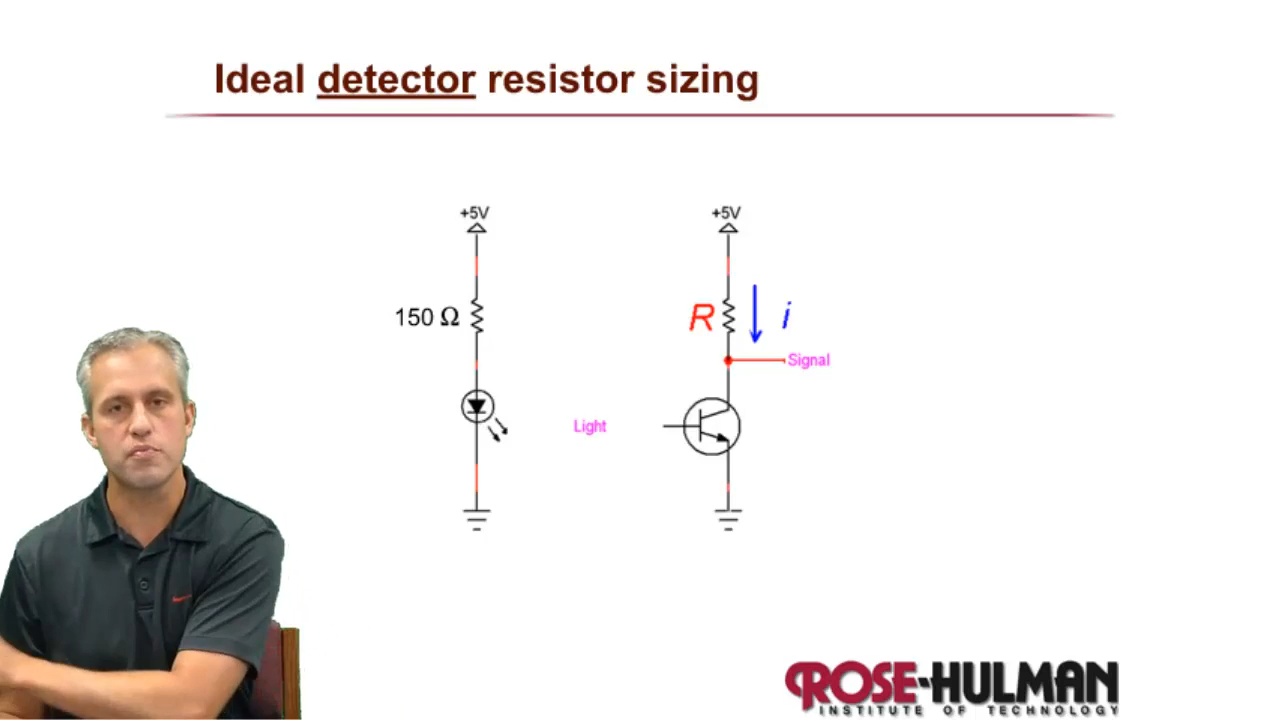 Ideal detector resistor sizing
+5V
+5V
150 Ω
R
i
Signal
Light
ROSE-HULMAN
INSTITUTE OF TECHNOLOGY